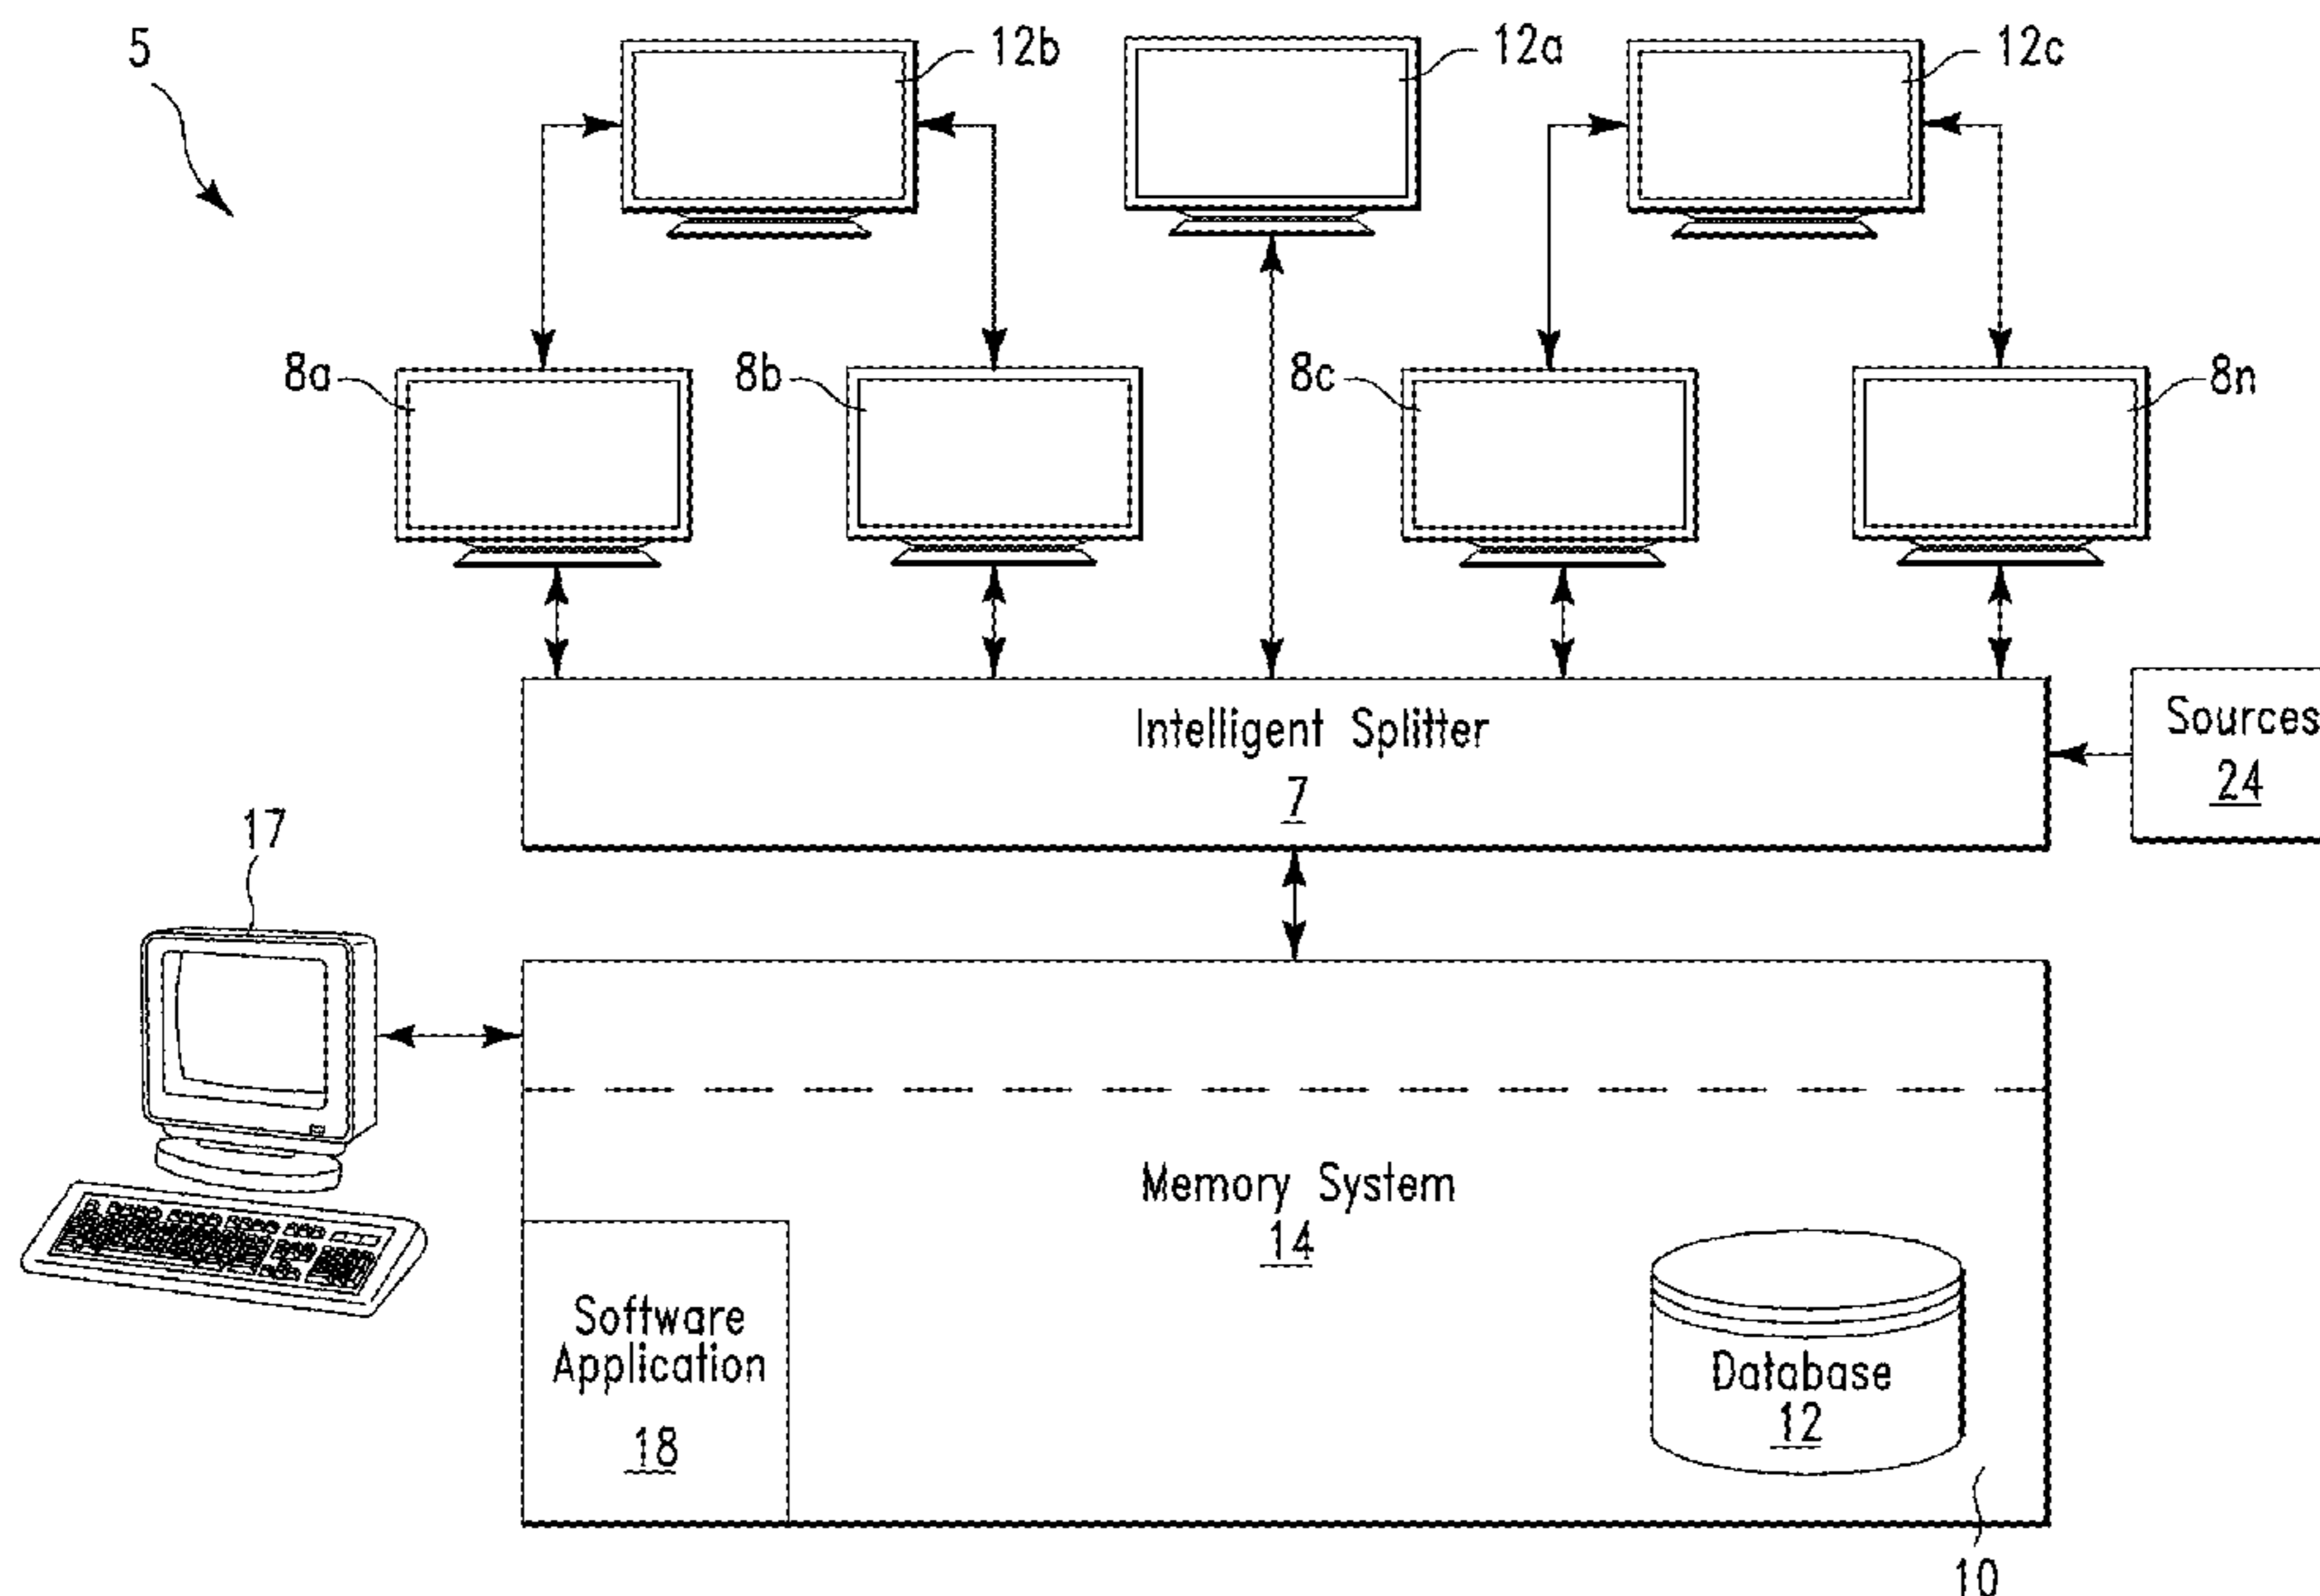 5
12b
12a
12c
8a
8b
8c
8n
Intelligent Splitter
7
Sources
24
17
Memory System
14
Software
Application
18
Database
12
10